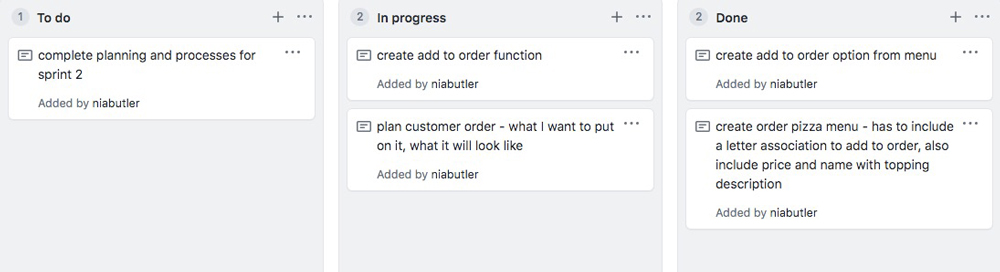 1 To do
complete planning and processes for
sprint 2
Added by niabutler
2 In progress
create add to order function
Added by niabutler
plan customer order - what I want to put
on it, what it will look like
Added by niabutler
2 Done
create add to order option from menu
Added by niabutler
create order pizza menu - has to include
a letter association to add to order, also
include price and name with topping
description
Added by niabutler